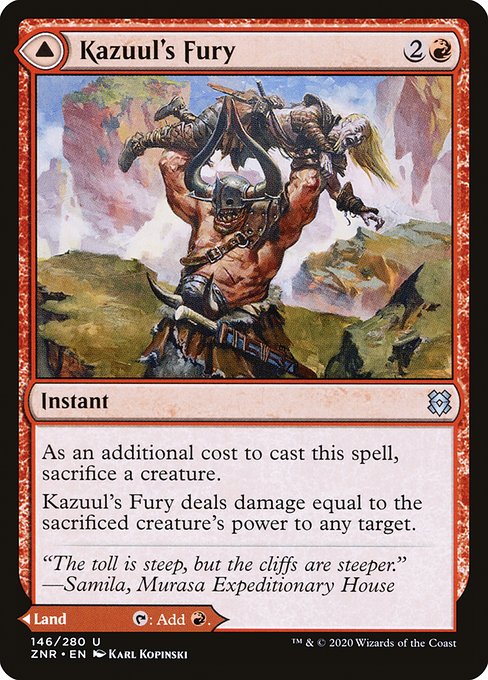 Kazuul's Fury 2
Instant
As an additional cost to cast this spell,
sacrifice a creature.
Kazuul's Fury deals damage equal to the
sacrificed creature's power to any target.
“The toll is steep, but the cliffs are steeper.”
—Samila, Murasa Expeditionary House
Land : Add .
146/280 U
ZNR • EN Karl Kopinski
™ & © 2020 Wizards of the Coast